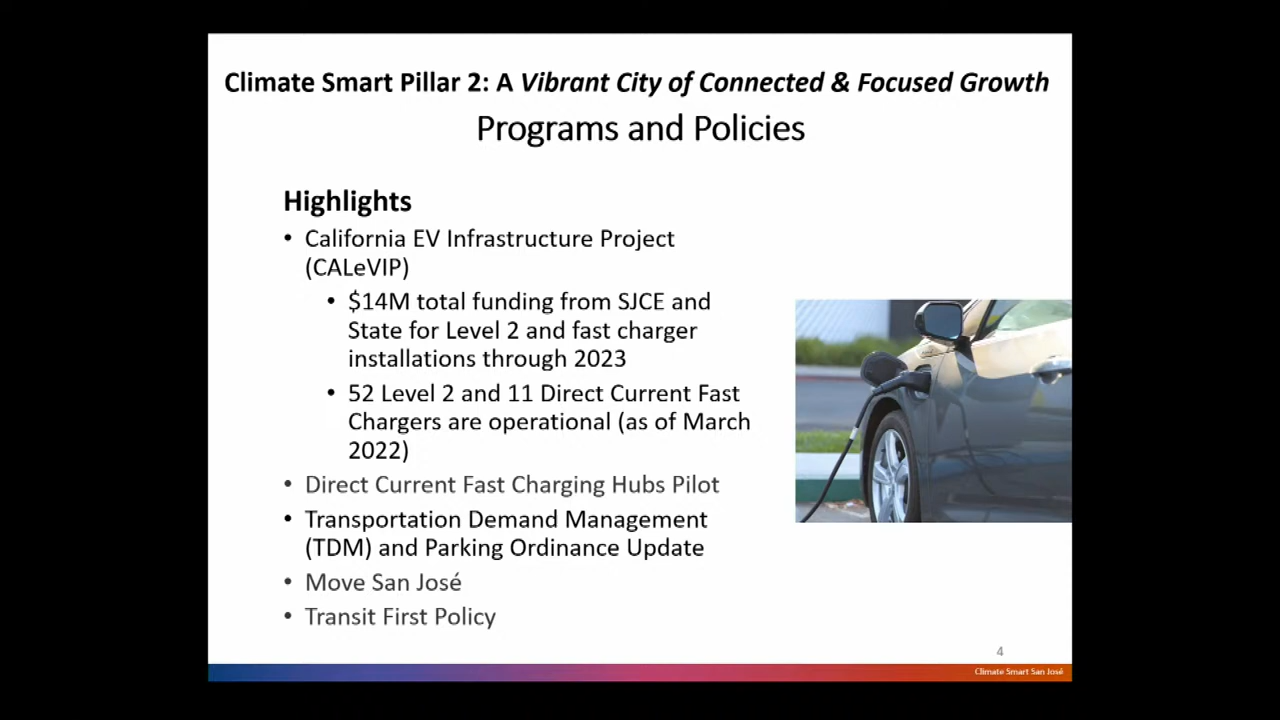 Climate Smart Pillar 2: A Vibrant City of Connected & Focused Growth
Programs and Policies
Highlights
• California EV Infrastructure Project
(CALeVIP)
• $14M total funding from SJCE and
State for Level 2 and fast charger
installations through 2023
• 52 Level 2 and 11 Direct Current Fast
Chargers are operational (as of March
2022)
• Direct Current Fast Charging Hubs Pilot
• Transportation Demand Management
(TDM) and Parking Ordinance Update
• Move San José
• Transit First Policy
4
Climate Smart San José